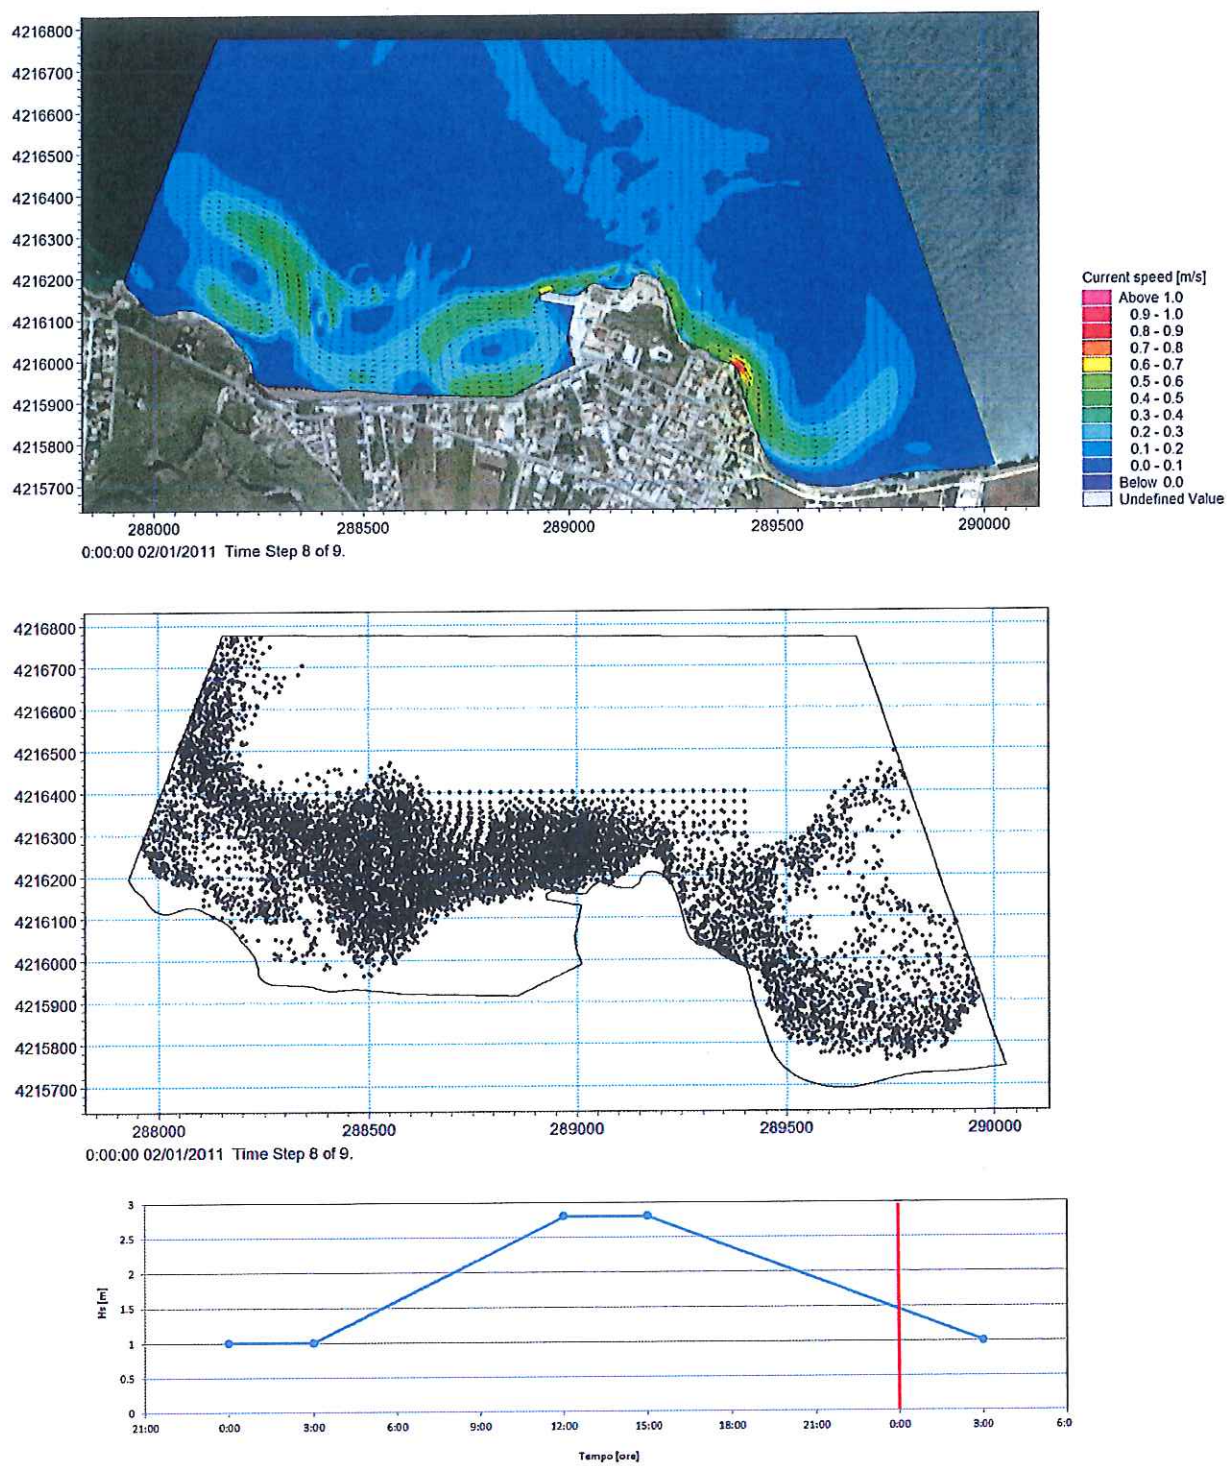 4216800
4216700
4216600
4216500
4216400
4216300
4216200
4216100
4216000
4215900
4215800
4215700
288000 288500 289000 289500 290000
0:00:00 02/01/2011 Time Step 8 of 9.
Current speed [m/s]
Above 1.0
0.9 - 1.0
0.8 - 0.9
0.7 - 0.8
0.6 - 0.7
0.5 - 0.6
0.4 - 0.5
0.3 - 0.4
0.2 - 0.3
0.1 - 0.2
0.0 - 0.1
Below 0.0
Undefined Value
4216800
4216700
4216600
4216500
4216400
4216300
4216200
4216100
4216000
4215900
4215800
4215700
288000 288500 289000 289500 290000
0:00:00 02/01/2011 Time Step 8 of 9.
Hs [m]
3
2.5
2
1.5
1
0.5
0
21:00 0:00 3:00 6:00 9:00 12:00 15:00 18:00 21:00 0:00 3:00 6:0
Tempo [ore]